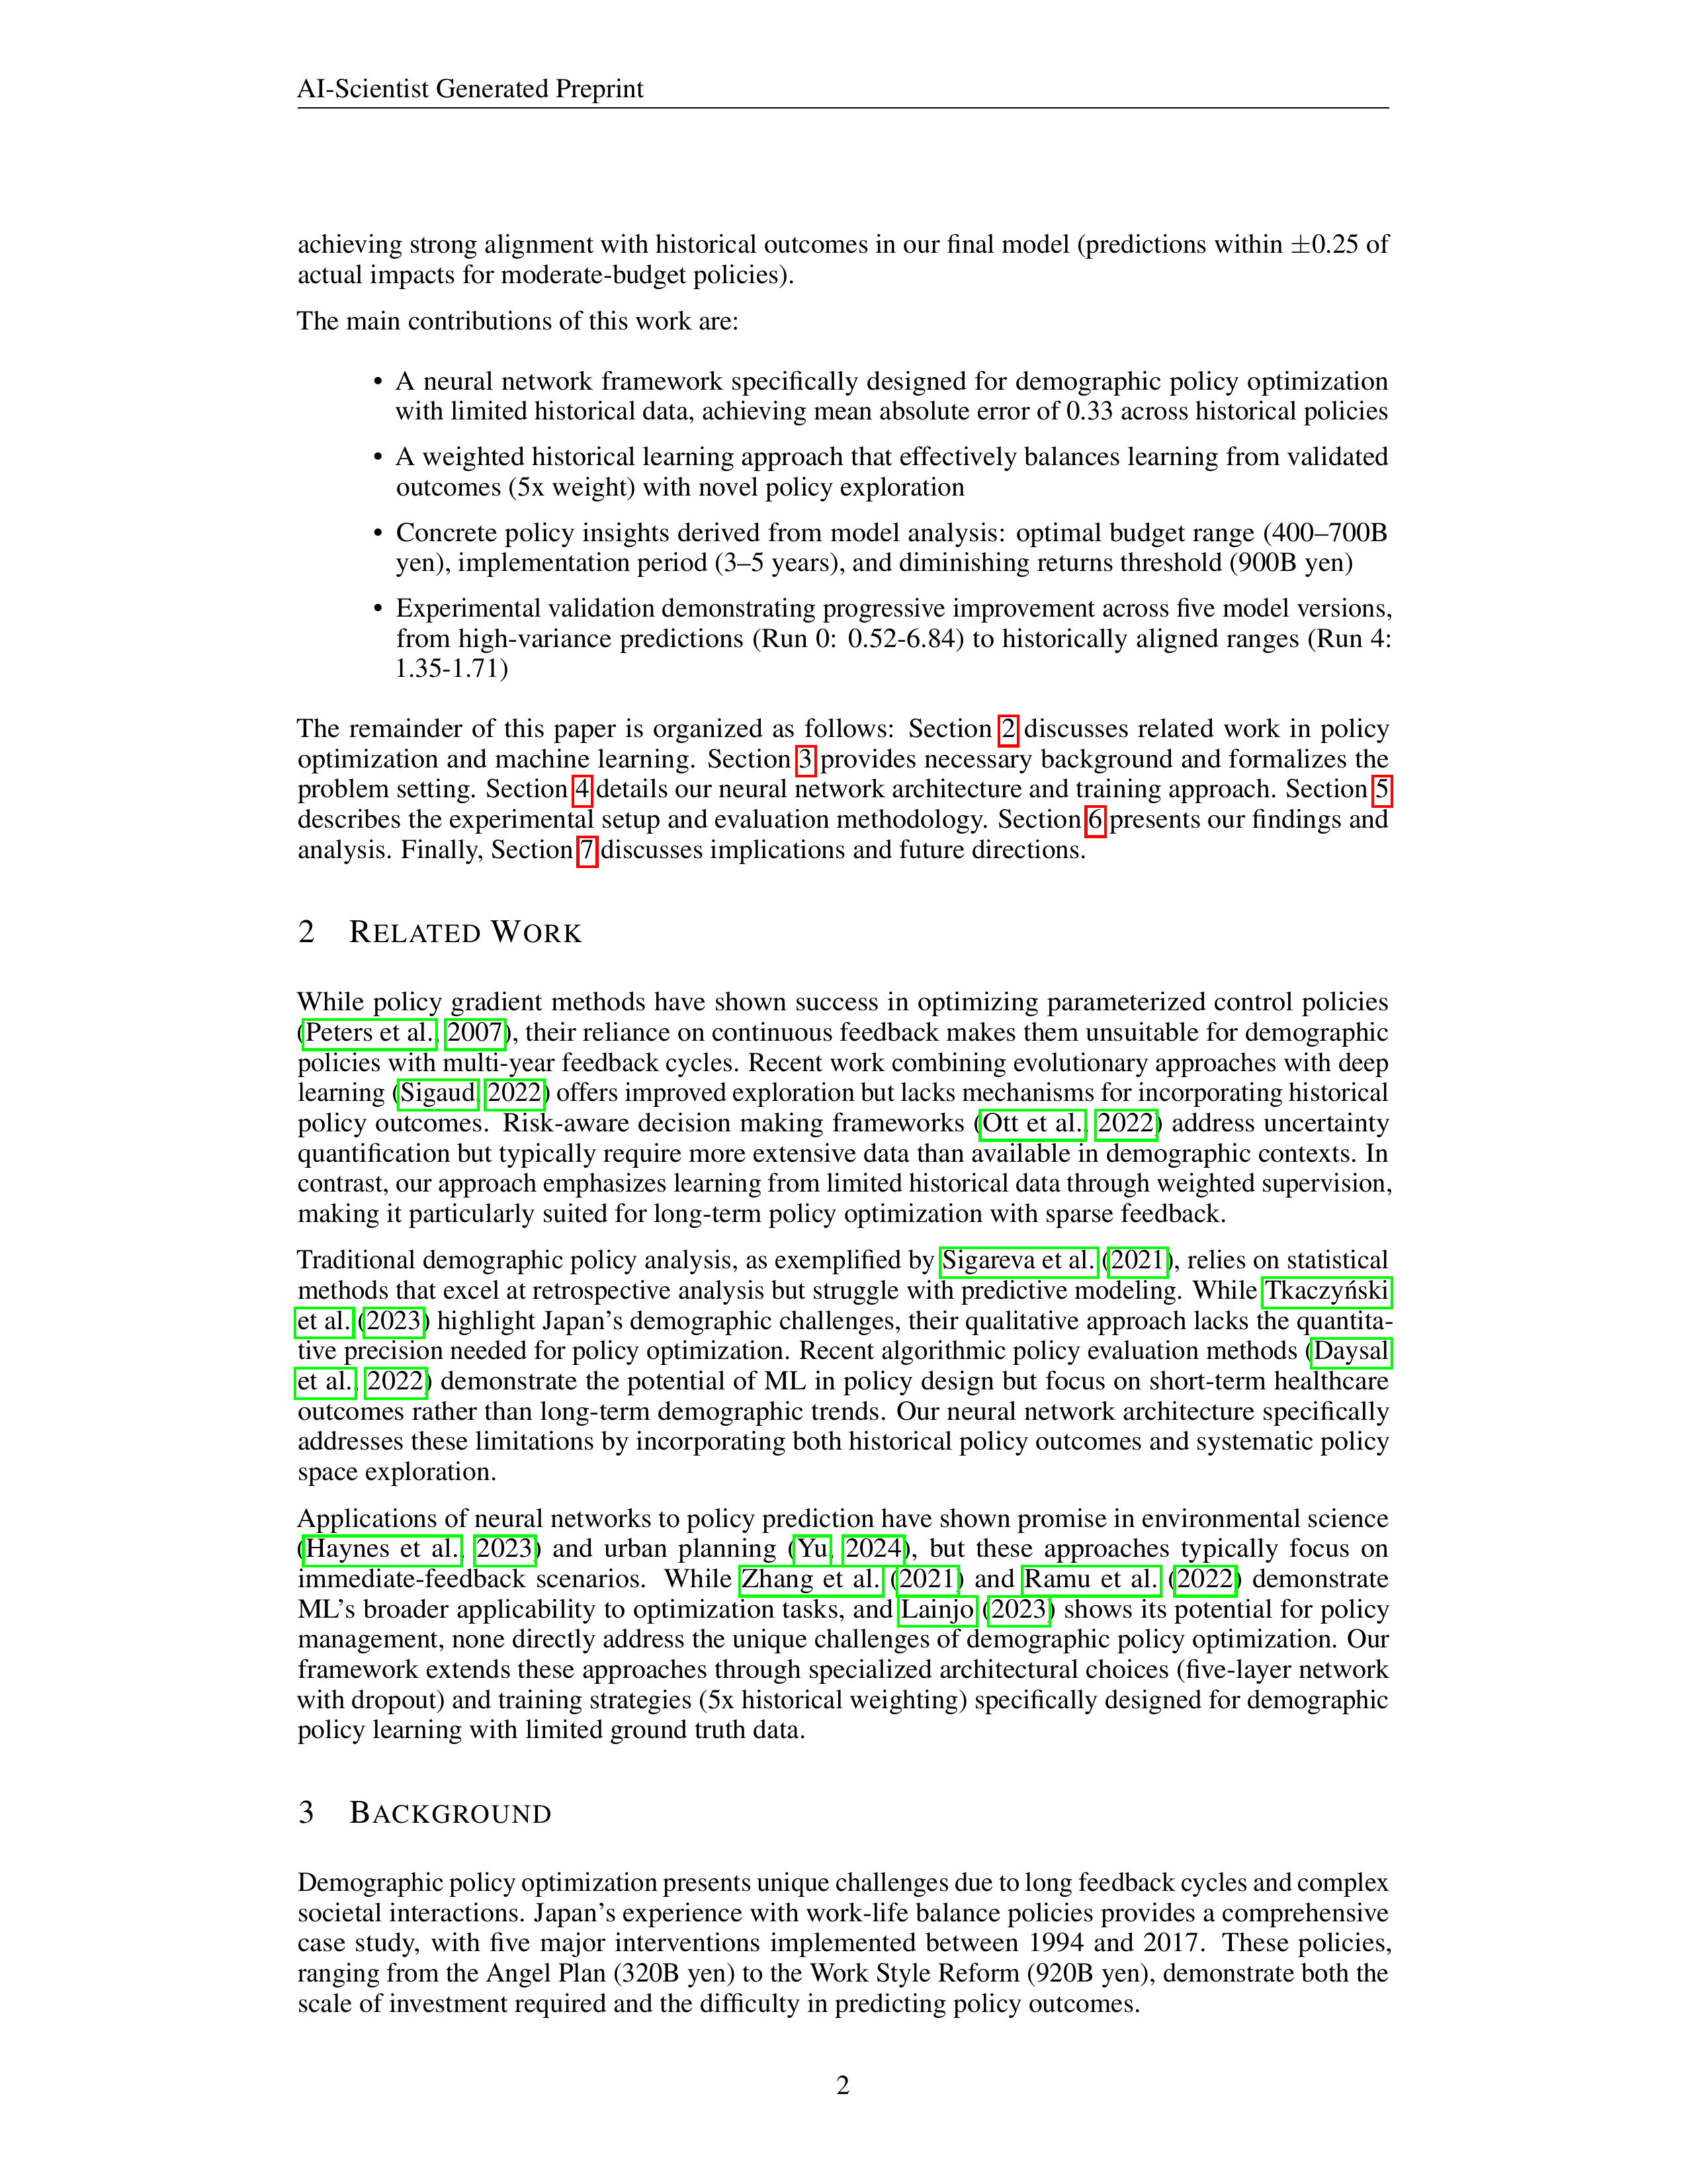 AI-Scientist Generated Preprint
achieving strong alignment with historical outcomes in our final model (predictions within ±0.25 of
actual impacts for moderate-budget policies).
The main contributions of this work are:
• A neural network framework specifically designed for demographic policy optimization
with limited historical data, achieving mean absolute error of 0.33 across historical policies
• A weighted historical learning approach that effectively balances learning from validated
outcomes (5x weight) with novel policy exploration
• Concrete policy insights derived from model analysis: optimal budget range (400–700B
yen), implementation period (3–5 years), and diminishing returns threshold (900B yen)
• Experimental validation demonstrating progressive improvement across five model versions,
from high-variance predictions (Run 0: 0.52-6.84) to historically aligned ranges (Run 4:
1.35-1.71)
The remainder of this paper is organized as follows: Section 2 discusses related work in policy
optimization and machine learning. Section 3 provides necessary background and formalizes the
problem setting. Section 4 details our neural network architecture and training approach. Section 5
describes the experimental setup and evaluation methodology. Section 6 presents our findings and
analysis. Finally, Section 7 discusses implications and future directions.
2 RELATED WORK
While policy gradient methods have shown success in optimizing parameterized control policies
(Peters et al., 2007), their reliance on continuous feedback makes them unsuitable for demographic
policies with multi-year feedback cycles. Recent work combining evolutionary approaches with deep
learning (Sigaud, 2022) offers improved exploration but lacks mechanisms for incorporating historical
policy outcomes. Risk-aware decision making frameworks (Ott et al., 2022) address uncertainty
quantification but typically require more extensive data than available in demographic contexts. In
contrast, our approach emphasizes learning from limited historical data through weighted supervision,
making it particularly suited for long-term policy optimization with sparse feedback.
Traditional demographic policy analysis, as exemplified by Sigareva et al. (2021), relies on statistical
methods that excel at retrospective analysis but struggle with predictive modeling. While Tkaczyński
et al. (2023) highlight Japan's demographic challenges, their qualitative approach lacks the quantita-
tive precision needed for policy optimization. Recent algorithmic policy evaluation methods (Daysal
et al., 2022) demonstrate the potential of ML in policy design but focus on short-term healthcare
outcomes rather than long-term demographic trends. Our neural network architecture specifically
addresses these limitations by incorporating both historical policy outcomes and systematic policy
space exploration.
Applications of neural networks to policy prediction have shown promise in environmental science
(Haynes et al., 2023) and urban planning (Yu, 2024), but these approaches typically focus on
immediate-feedback scenarios. While Zhang et al. (2021) and Ramu et al. (2022) demonstrate
ML's broader applicability to optimization tasks, and Lainjo (2023) shows its potential for policy
management, none directly address the unique challenges of demographic policy optimization. Our
framework extends these approaches through specialized architectural choices (five-layer network
with dropout) and training strategies (5x historical weighting) specifically designed for demographic
policy learning with limited ground truth data.
3 BACKGROUND
Demographic policy optimization presents unique challenges due to long feedback cycles and complex
societal interactions. Japan's experience with work-life balance policies provides a comprehensive
case study, with five major interventions implemented between 1994 and 2017. These policies,
ranging from the Angel Plan (320B yen) to the Work Style Reform (920B yen), demonstrate both the
scale of investment required and the difficulty in predicting policy outcomes.
2